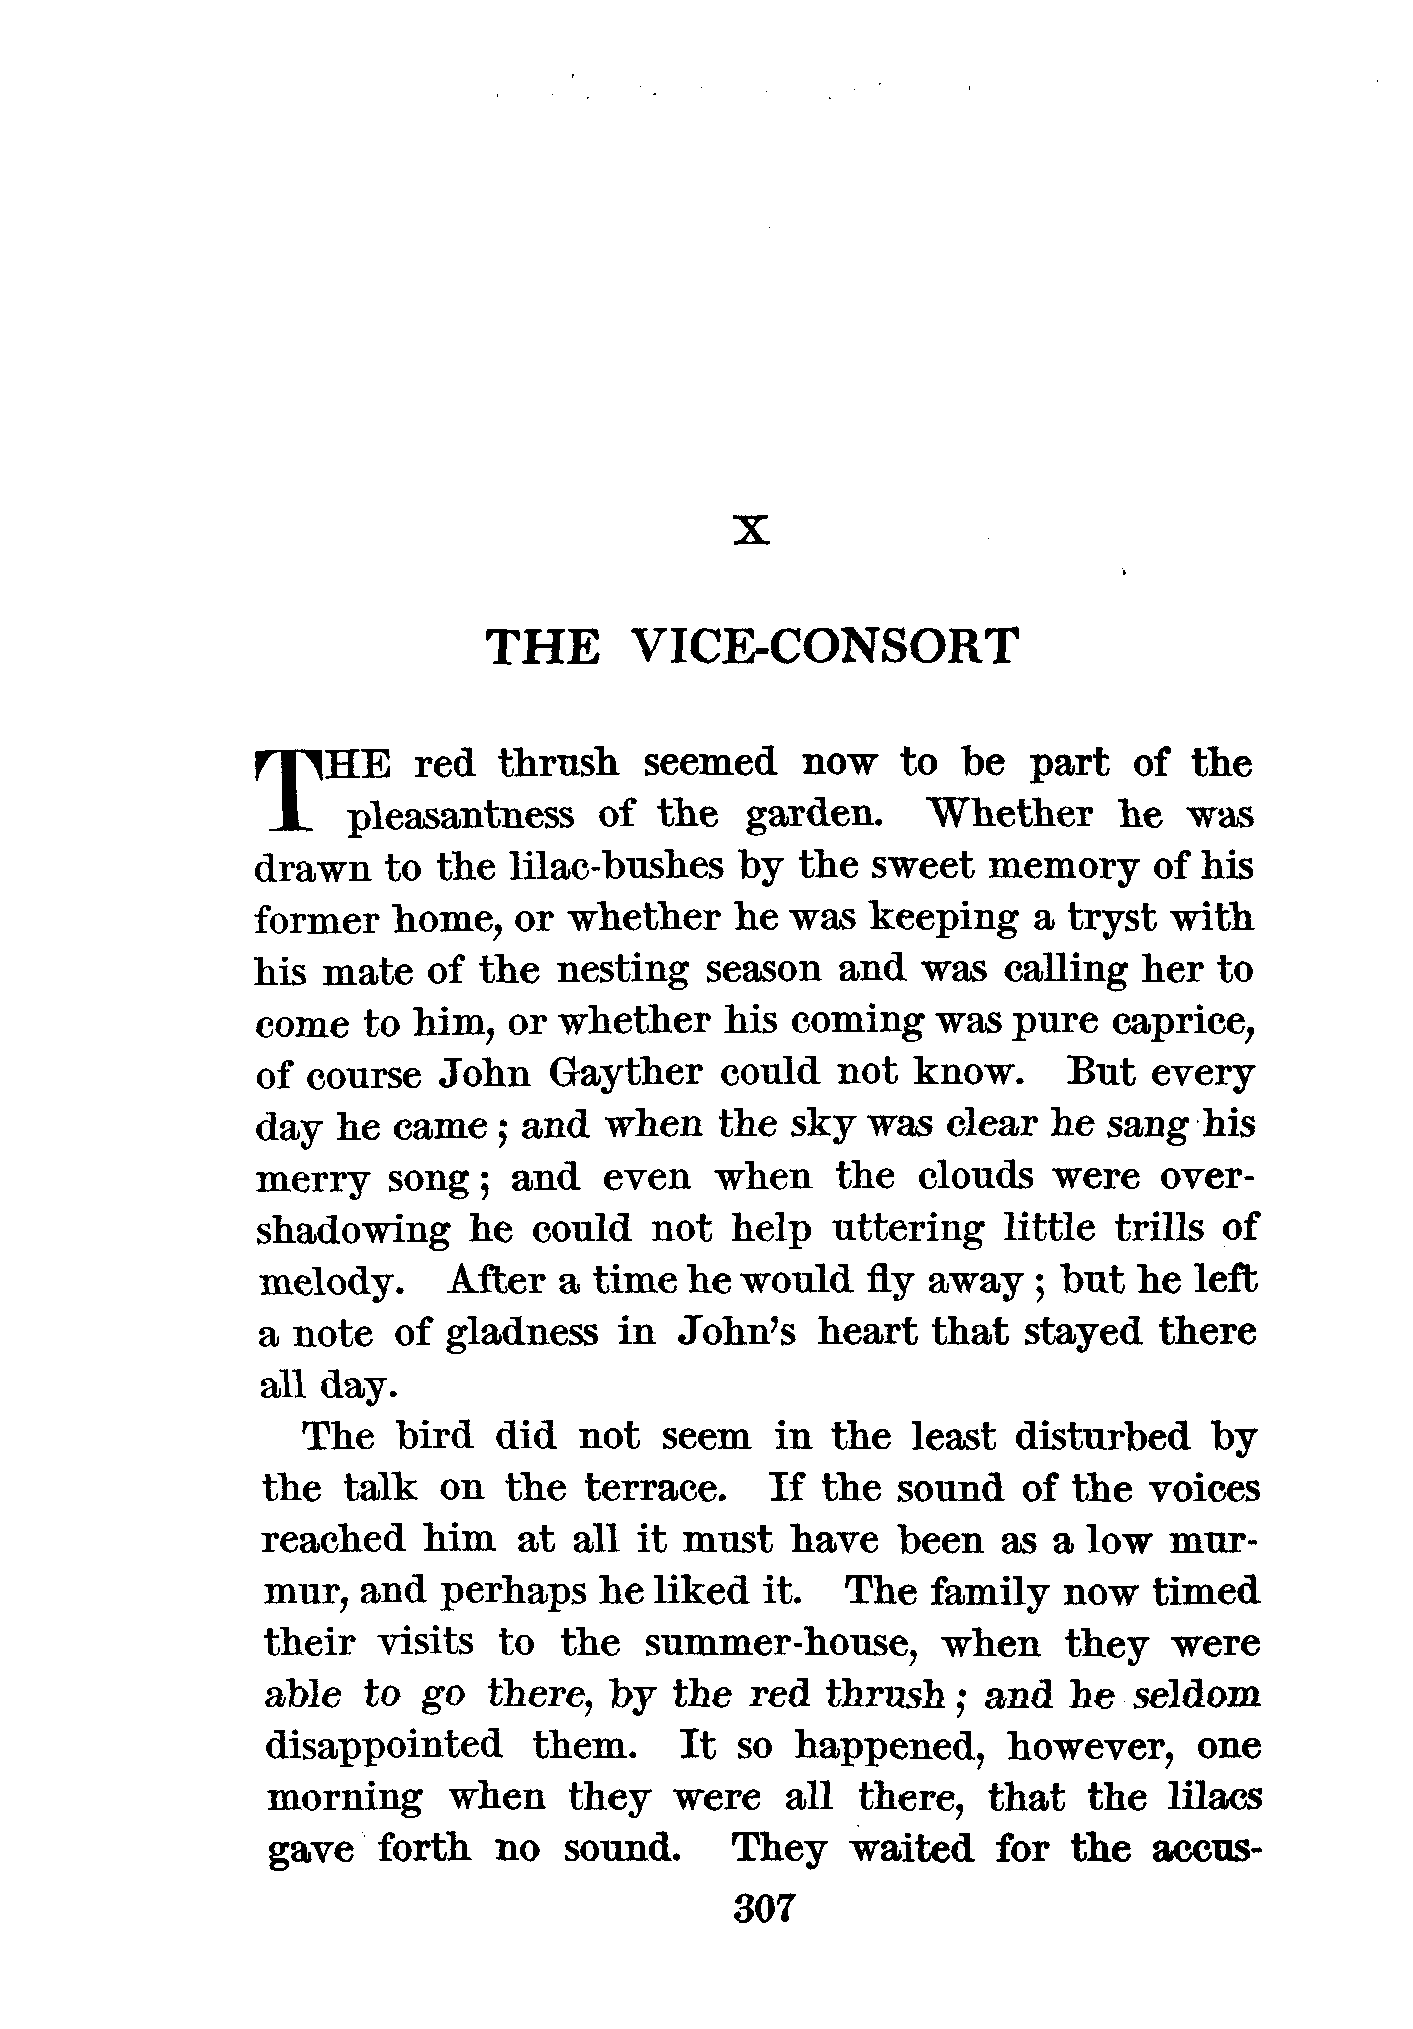 X
THE VICE-CONSORT
THE red thrush seemed now to be part of the
pleasantness of the garden. Whether he was
drawn to the lilac-bushes by the sweet memory of his
former home, or whether he was keeping a tryst with
his mate of the nesting season and was calling her to
come to him, or whether his coming was pure caprice,
of course John Gayther could not know. But every
day he came; and when the sky was clear he sang his
merry song; and even when the clouds were over-
shadowing he could not help uttering little trills of
melody. After a time he would fly away; but he left
a note of gladness in John's heart that stayed there
all day.
The bird did not seem in the least disturbed by
the talk on the terrace. If the sound of the voices
reached him at all it must have been as a low mur-
mur, and perhaps he liked it. The family now timed
their visits to the summer-house, when they were
able to go there, by the red thrush; and he seldom
disappointed them. It so happened, however, one
morning when they were all there, that the lilacs
gave forth no sound. They waited for the accus-
307